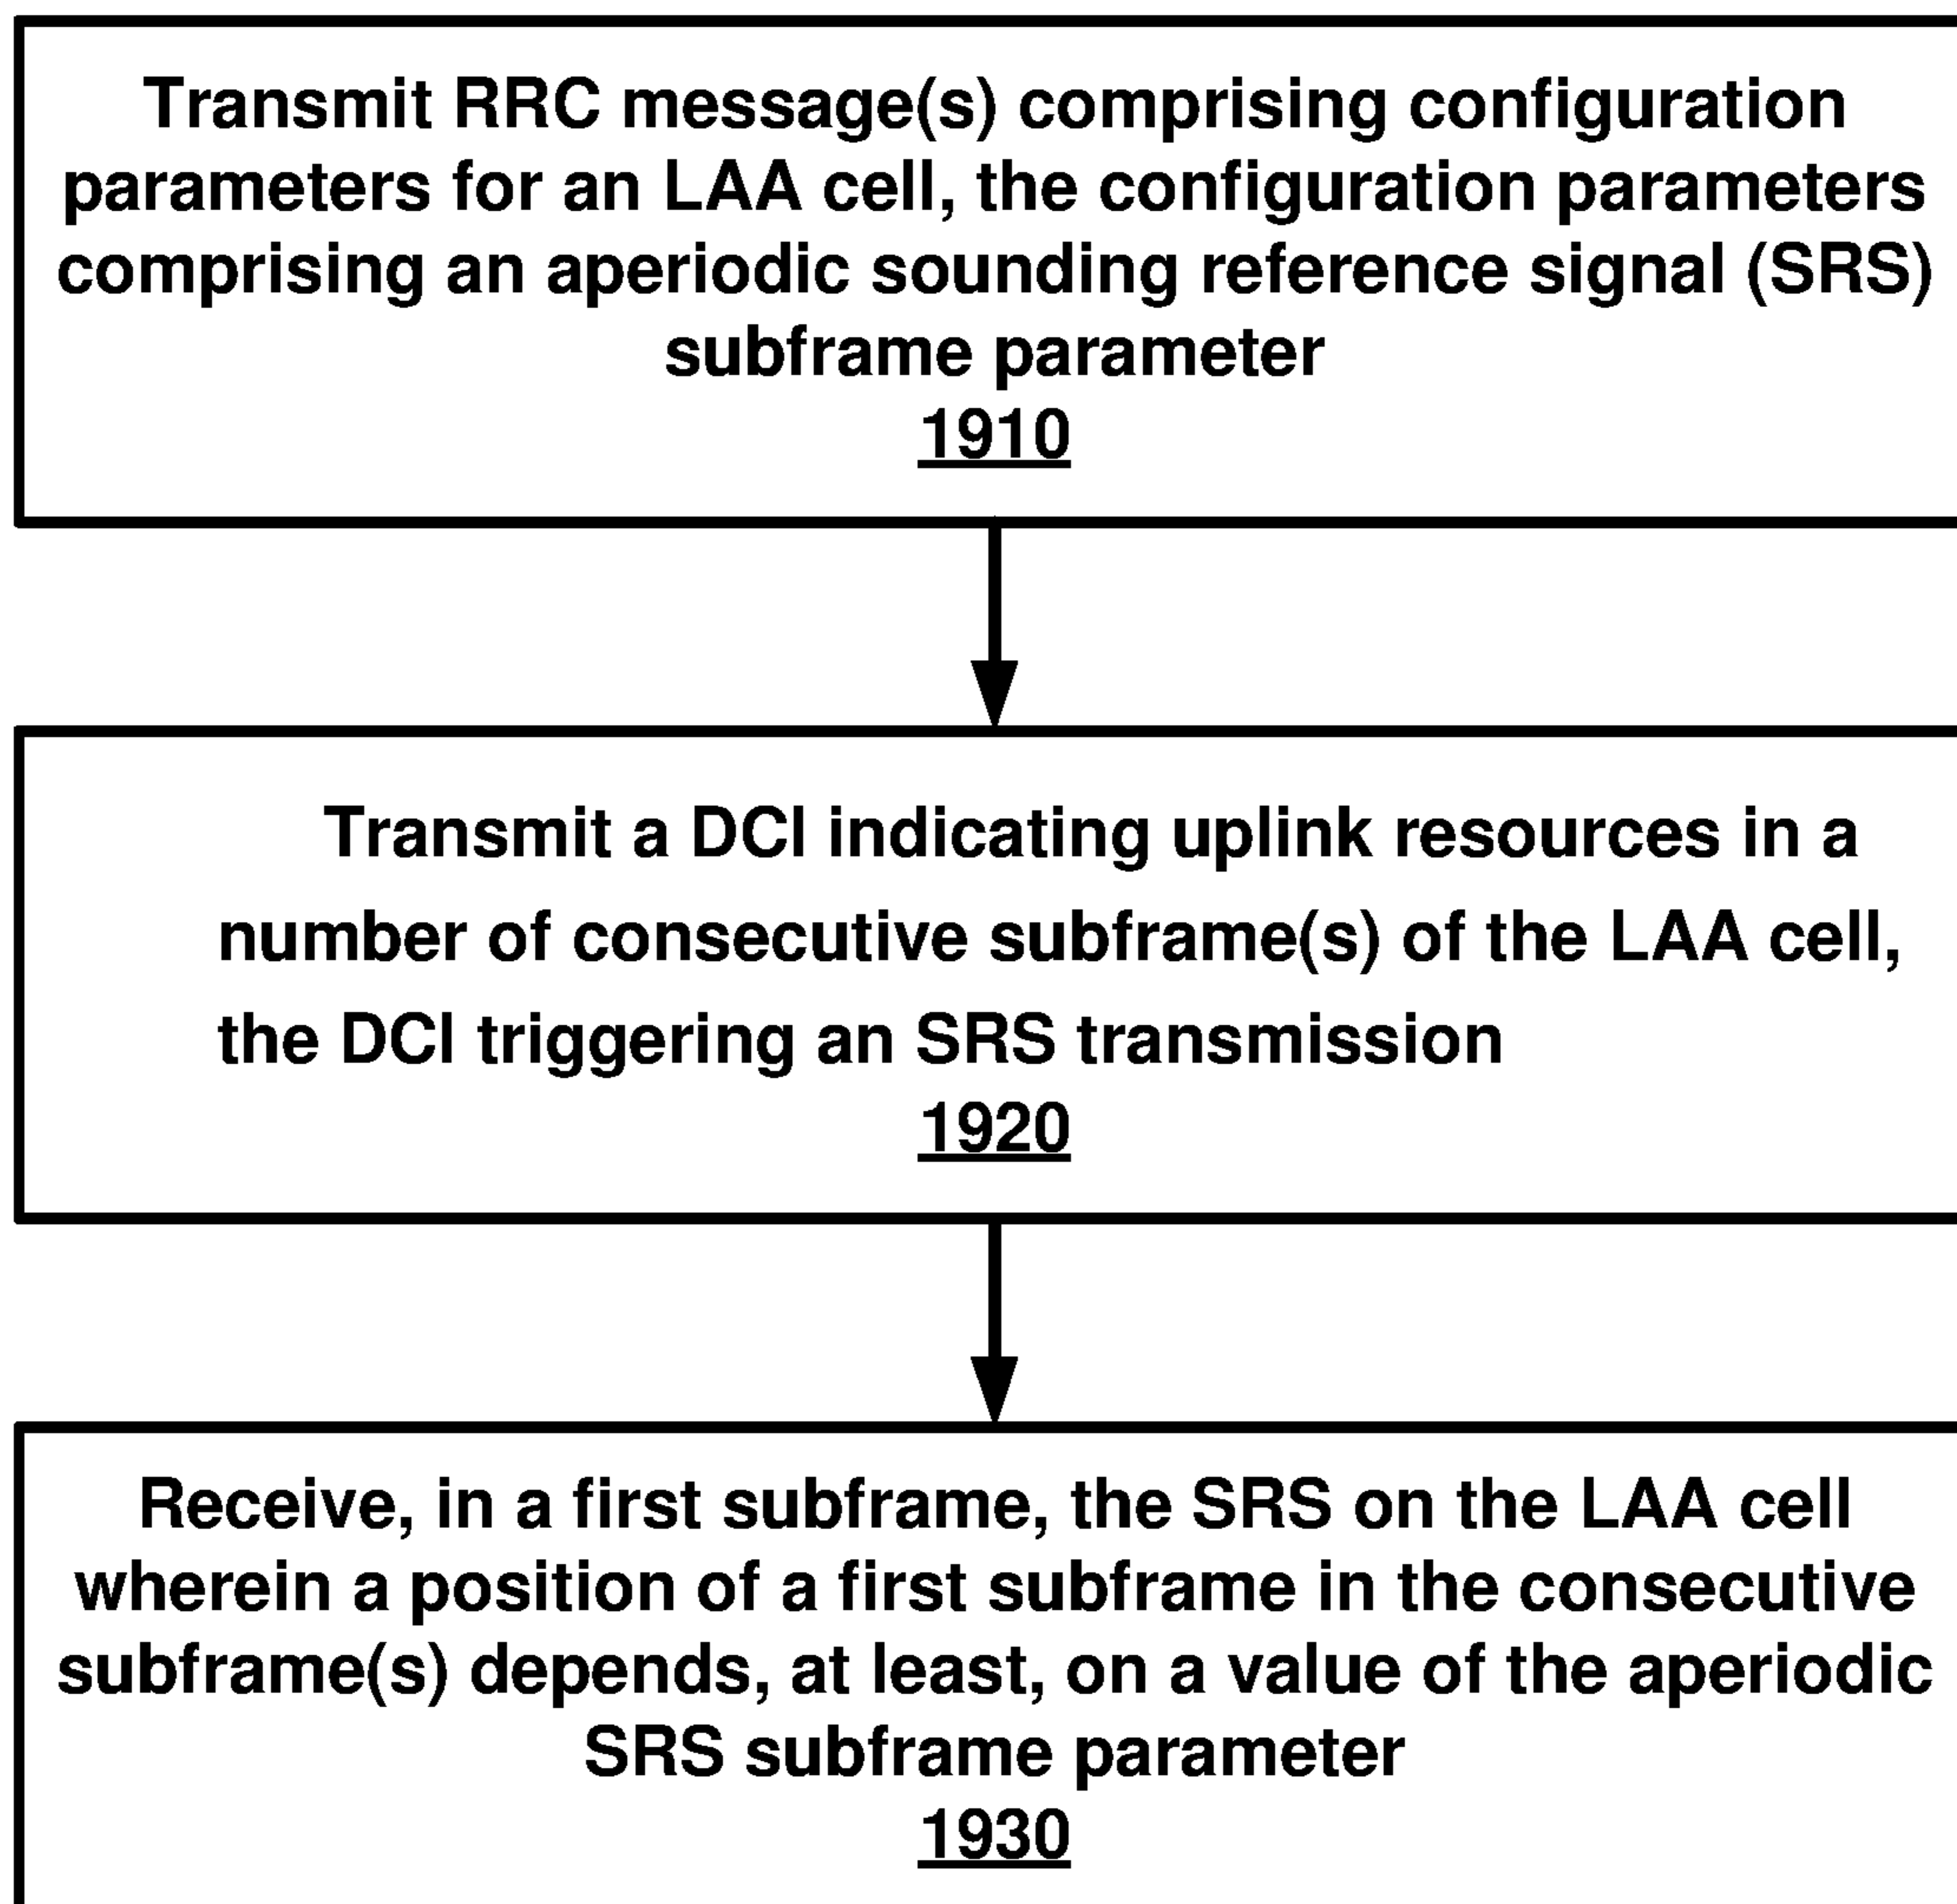 Transmit RRC message(s) comprising configuration
parameters for an LAA cell, the configuration parameters
comprising an aperiodic sounding reference signal (SRS)
subframe parameter
1910
Transmit a DCI indicating uplink resources in a
number of consecutive subframe(s) of the LAA cell,
the DCI triggering an SRS transmission
1920
Receive, in a first subframe, the SRS on the LAA cell
wherein a position of a first subframe in the consecutive
subframe(s) depends, at least, on a value of the aperiodic
SRS subframe parameter
1930